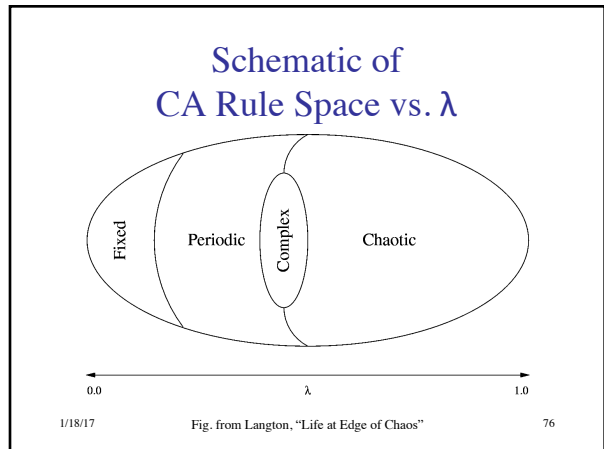 Schematic of
CA Rule Space vs. λ
Fixed
Periodic
Complex
Chaotic
0.0 λ 1.0
1/18/17 Fig. from Langton, “Life at Edge of Chaos” 76